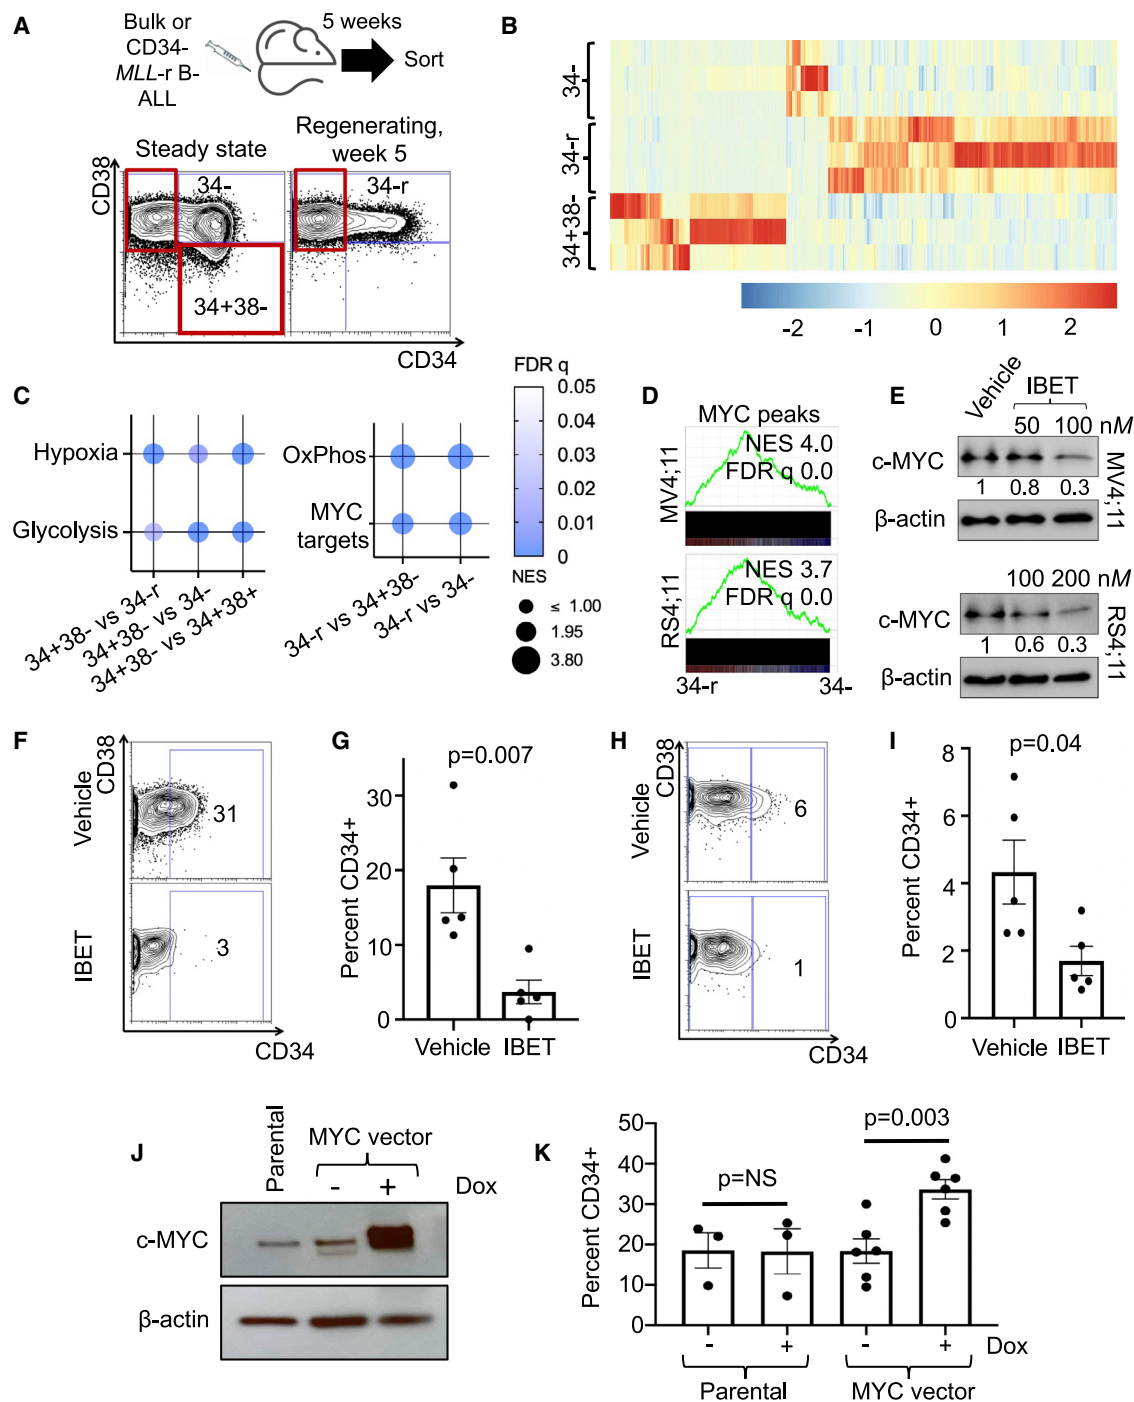 A
Bulk or
CD34-
MLL-r B-
ALL
5 weeks
Sort
Steady state
Regenerating,
week 5
CD38
34-
34-r
34+38-
CD34
B
34-
34-r
34+38-
-2 -1 0 1 2
C
Hypoxia
Glycolysis
34+38- vs 34-r
34+38- vs 34-
34+38- vs 34+38+
OxPhos
MYC
targets
34-r vs 34+38-
34-r vs 34-
FDR q
0.05
0.04
0.03
0.02
0.01
0
NES
≤ 1.00
1.95
3.80
D
MYC peaks
MV4;11
NES 4.0
FDR q 0.0
RS4;11
NES 3.7
FDR q 0.0
34-r 34-
E
Vehicle
IBET
50 100 nM
c-MYC
1 0.8 0.3
β-actin
MV4;11
100 200 nM
c-MYC
1 0.6 0.3
β-actin
RS4;11
F
CD38
Vehicle
31
IBET
3
CD34
G
p=0.007
Percent CD34+
30
20
10
0
Vehicle IBET
H
CD38
Vehicle
6
IBET
1
CD34
I
p=0.04
Percent CD34+
8
6
4
2
0
Vehicle IBET
J
Parental
MYC vector
- + Dox
c-MYC
β-actin
K
Percent CD34+
50
40
30
20
10
0
p=NS
p=0.003
- + - + Dox
Parental MYC vector